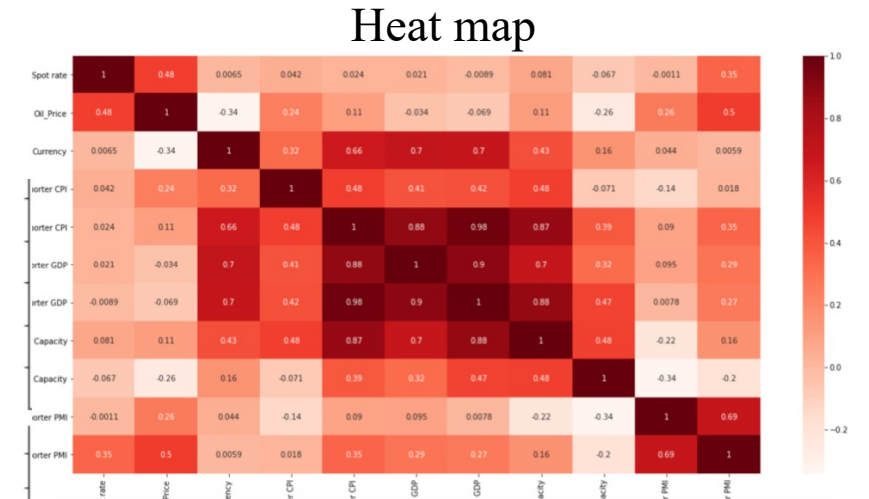 Heat map
Spot rate 1 0.48 0.0065 0.042 0.024 0.021 -0.0089 0.081 -0.067 -0.0011 0.35
Oil_Price 0.48 1 -0.34 0.24 0.11 -0.034 -0.069 0.11 -0.26 0.26 0.5
Currency 0.0065 -0.34 1 0.32 0.66 0.7 0.7 0.43 0.16 0.044 0.0059
orter CPI 0.042 0.24 0.32 1 0.48 0.41 0.42 0.48 -0.071 -0.14 0.018
orter CPI 0.024 0.11 0.66 0.48 1 0.88 0.98 0.87 0.39 0.09 0.35
rter GDP 0.021 -0.034 0.7 0.41 0.88 1 0.9 0.7 0.32 0.095 0.29
rter GDP -0.0089 -0.069 0.7 0.42 0.98 0.9 1 0.88 0.47 0.0078 0.27
Capacity 0.081 0.11 0.43 0.48 0.87 0.7 0.88 1 0.48 -0.22 0.16
Capacity -0.067 -0.26 0.16 -0.071 0.39 0.32 0.47 0.48 1 -0.34 -0.2
orter PMI -0.0011 0.26 0.044 -0.14 0.09 0.095 0.0078 -0.22 -0.34 1 0.69
orter PMI 0.35 0.5 0.0059 0.018 0.35 0.29 0.27 0.16 -0.2 0.69 1
rate Price ency r CPI CPI GDP GDP acity acity PMI PMI
1.0
0.8
0.6
0.4
0.2
0.0
−0.2